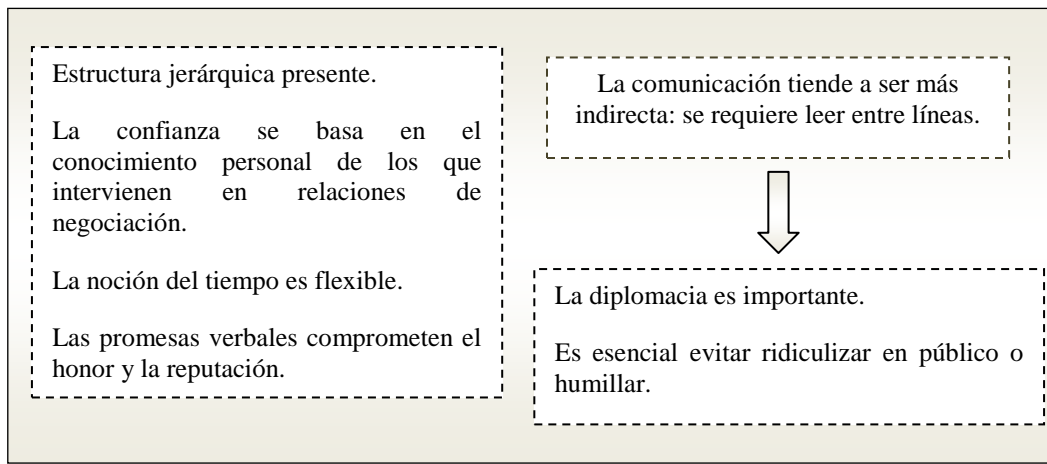 Estructura jerárquica presente.
La confianza se basa en el
conocimiento personal de los que
intervienen en relaciones de
negociación.
La noción del tiempo es flexible.
Las promesas verbales comprometen el
honor y la reputación.
La comunicación tiende a ser más
indirecta: se requiere leer entre líneas.
La diplomacia es importante.
Es esencial evitar ridiculizar en público o
humillar.